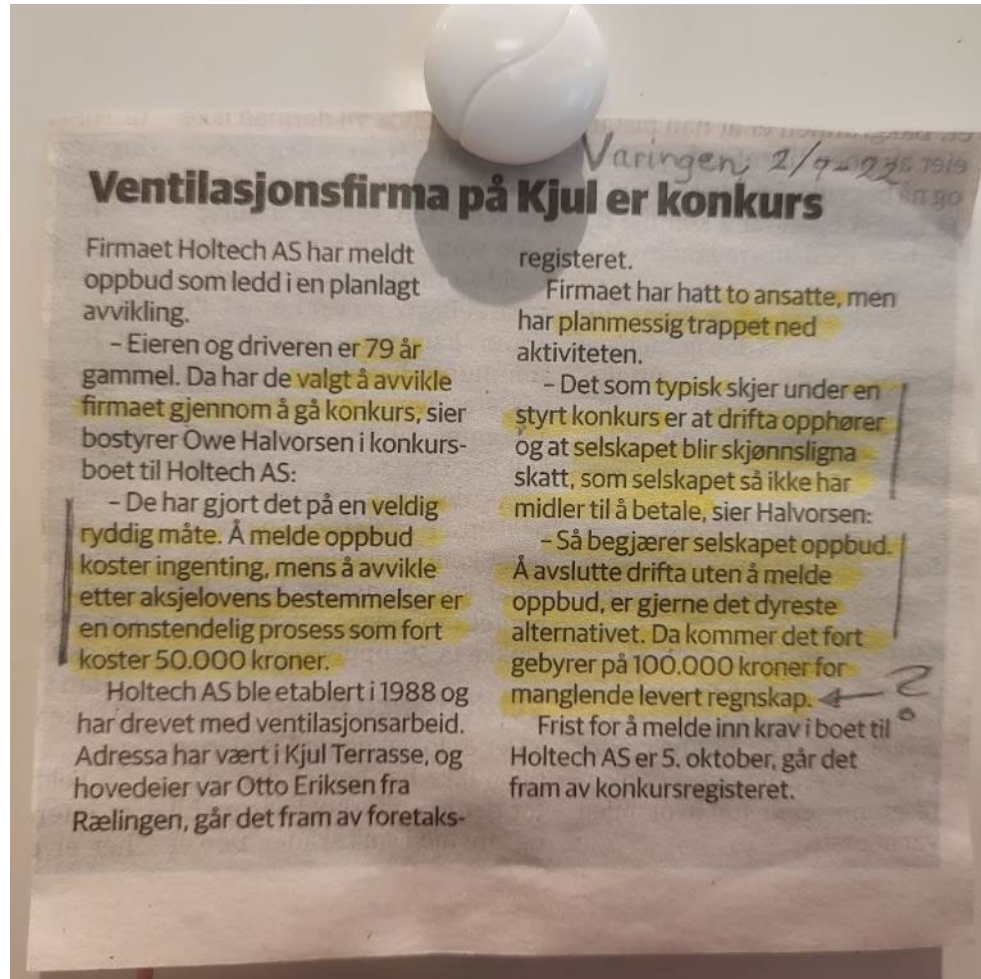 Varingen, 2/9-22
Ventilasjonsfirma på Kjul er konkurs
Firmaet Holtech AS har meldt
oppbud som ledd i en planlagt
avvikling.
– Eieren og driveren er 79 år
gammel. Da har de valgt å avvikle
firmaet gjennom å gå konkurs, sier
bostyrer Owe Halvorsen i konkurs-
boet til Holtech AS:
– De har gjort det på en veldig
ryddig måte. Å melde oppbud
koster ingenting, mens å avvikle
etter aksjelovens bestemmelser er
en omstendelig prosess som fort
koster 50.000 kroner.
Holtech AS ble etablert i 1988 og
har drevet med ventilasjonsarbeid.
Adressa har vært i Kjul Terrasse, og
hovedeier var Otto Eriksen fra
Rælingen, går det fram av foretaks-
registeret.
Firmaet har hatt to ansatte, men
har planmessig trappet ned
aktiviteten.
– Det som typisk skjer under en
styrt konkurs er at drifta opphører
og at selskapet blir skjønnsligna
skatt, som selskapet så ikke har
midler til å betale, sier Halvorsen:
– Så begjærer selskapet oppbud.
Å avslutte drifta uten å melde
oppbud, er gjerne det dyreste
alternativet. Da kommer det fort
gebyrer på 100.000 kroner for
manglende levert regnskap. ← ?
Frist for å melde inn krav i boet til
Holtech AS er 5. oktober, går det
fram av konkursregisteret.